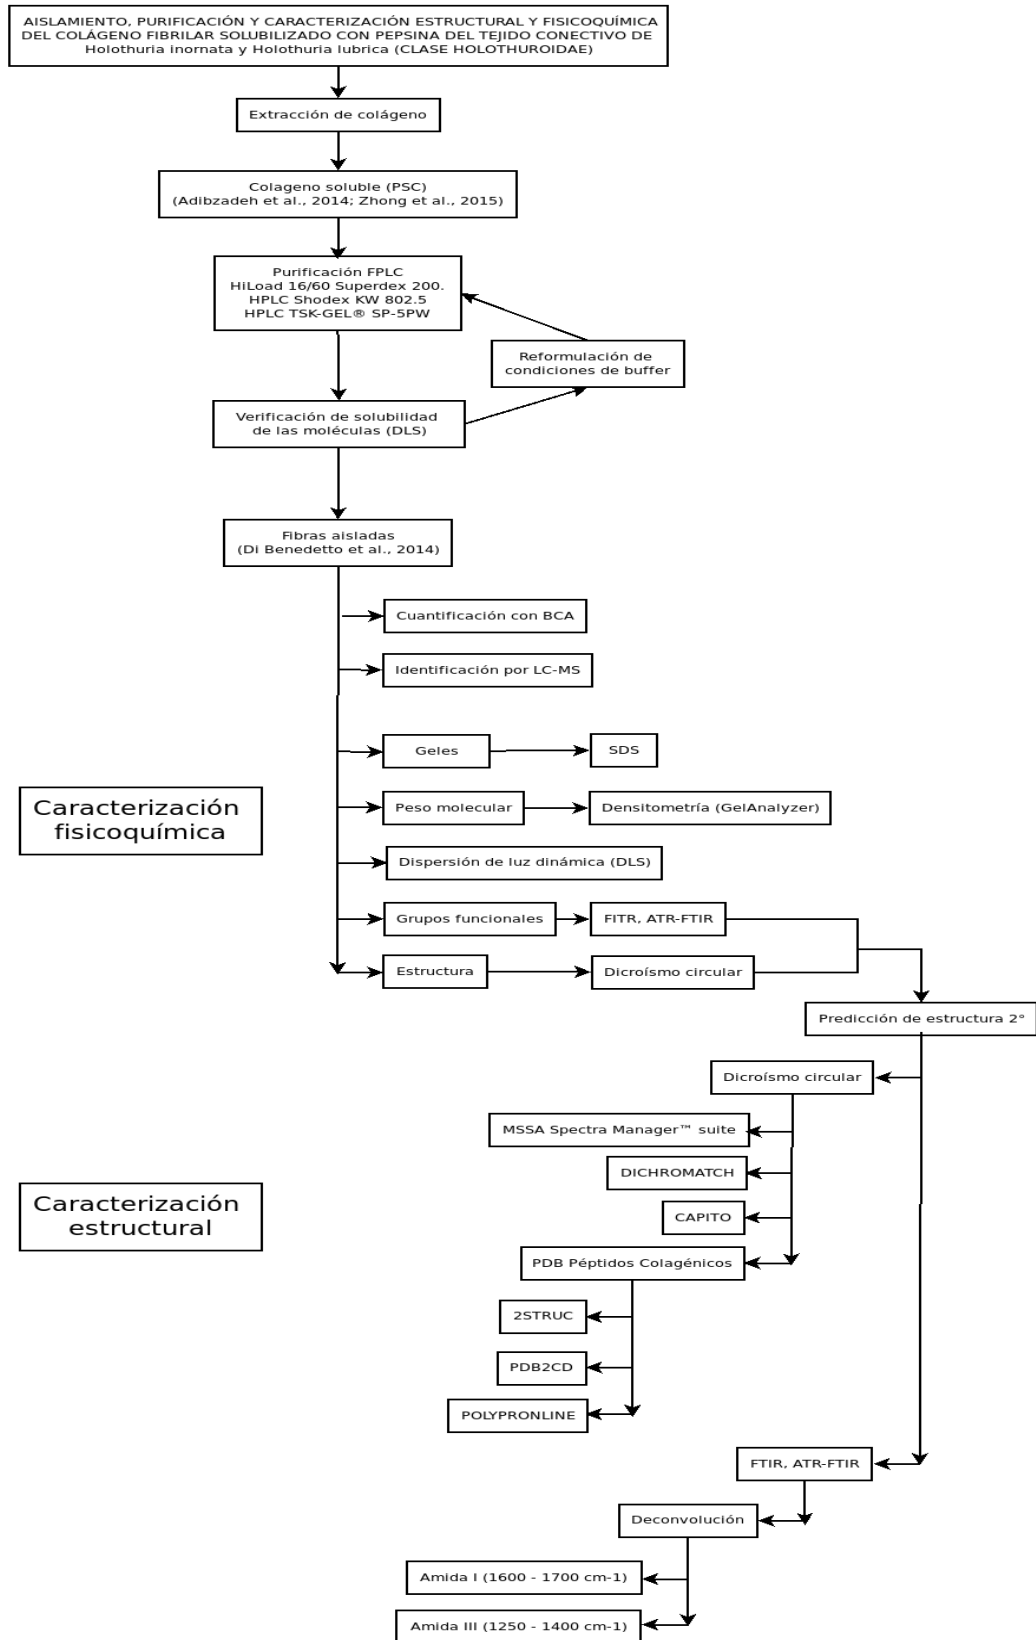 AISLAMIENTO, PURIFICACIÓN Y CARACTERIZACIÓN ESTRUCTURAL Y FISICOQUÍMICA
DEL COLÁGENO FIBRILAR SOLUBILIZADO CON PEPSINA DEL TEJIDO CONECTIVO DE
Holothuria inornata y Holothuria lubrica (CLASE HOLOTHUROIDAE)
Extracción de colágeno
Colageno soluble (PSC)
(Adibzadeh et al., 2014; Zhong et al., 2015)
Purificación FPLC
HiLoad 16/60 Superdex 200.
HPLC Shodex KW 802.5
HPLC TSK-GEL® SP-5PW
Reformulación de
condiciones de buffer
Verificación de solubilidad
de las moléculas (DLS)
Fibras aisladas
(Di Benedetto et al., 2014)
Cuantificación con BCA
Identificación por LC-MS
Geles
SDS
Caracterización
fisicoquímica
Peso molecular
Densitometría (GelAnalyzer)
Dispersión de luz dinámica (DLS)
Grupos funcionales
FITR, ATR-FTIR
Estructura
Dicroísmo circular
Predicción de estructura 2°
Dicroísmo circular
MSSA Spectra Manager™ suite
DICHROMATCH
Caracterización
estructural
CAPITO
PDB Péptidos Colagénicos
2STRUC
PDB2CD
POLYPRONLINE
FTIR, ATR-FTIR
Deconvolución
Amida I (1600 - 1700 cm-1)
Amida III (1250 - 1400 cm-1)